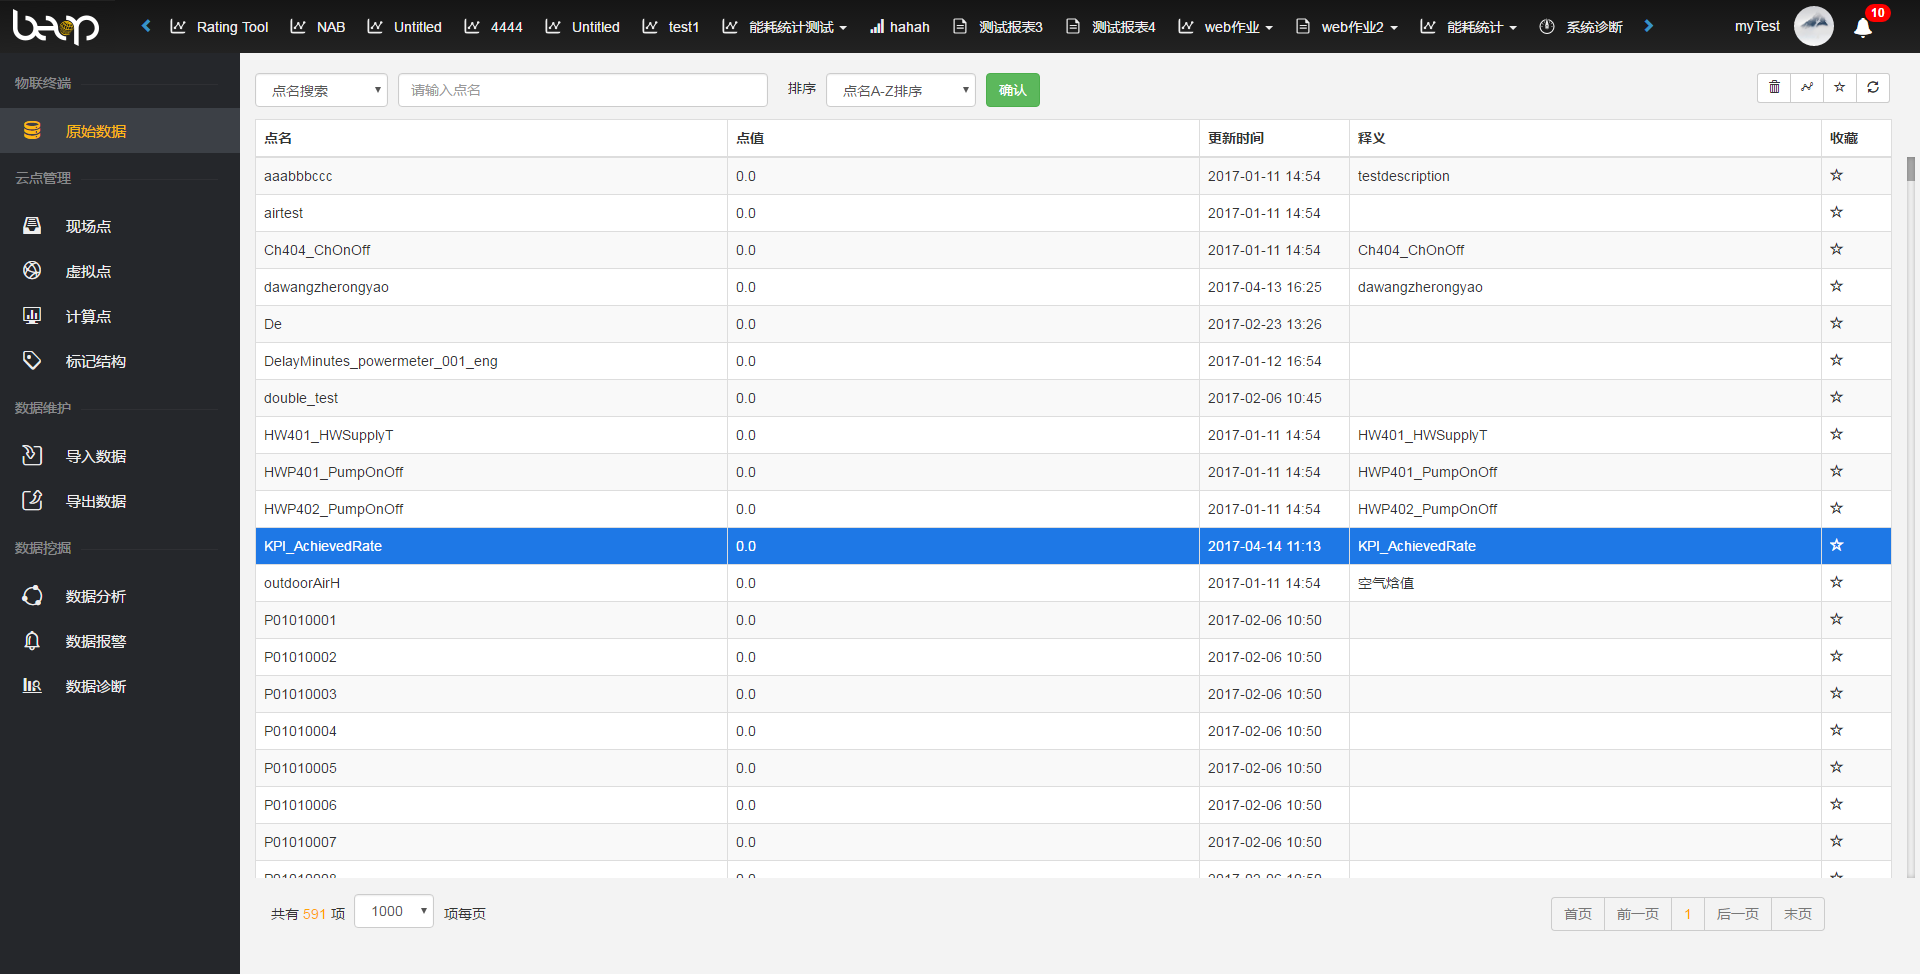 beop
Rating Tool NAB Untitled 4444 Untitled test1 能耗统计测试 hahah 测试报表3 测试报表4 web作业 web作业2 能耗统计 系统诊断 myTest 10
物联终端
原始数据
云点管理
现场点
虚拟点
计算点
标记结构
数据维护
导入数据
导出数据
数据挖掘
数据分析
数据报警
数据诊断
点名搜索 请输入点名 排序 点名A-Z排序 确认
点名 点值 更新时间 释义 收藏
aaabbbccc 0.0 2017-01-11 14:54 testdescription
airtest 0.0 2017-01-11 14:54
Ch404_ChOnOff 0.0 2017-01-11 14:54 Ch404_ChOnOff
dawangzherongyao 0.0 2017-04-13 16:25 dawangzherongyao
De 0.0 2017-02-23 13:26
DelayMinutes_powermeter_001_eng 0.0 2017-01-12 16:54
double_test 0.0 2017-02-06 10:45
HW401_HWSupplyT 0.0 2017-01-11 14:54 HW401_HWSupplyT
HWP401_PumpOnOff 0.0 2017-01-11 14:54 HWP401_PumpOnOff
HWP402_PumpOnOff 0.0 2017-01-11 14:54 HWP402_PumpOnOff
KPI_AchievedRate 0.0 2017-04-14 11:13 KPI_AchievedRate
outdoorAirH 0.0 2017-01-11 14:54 空气焓值
P01010001 0.0 2017-02-06 10:50
P01010002 0.0 2017-02-06 10:50
P01010003 0.0 2017-02-06 10:50
P01010004 0.0 2017-02-06 10:50
P01010005 0.0 2017-02-06 10:50
P01010006 0.0 2017-02-06 10:50
P01010007 0.0 2017-02-06 10:50
P01010008 0.0 2017-02-06 10:50
共有 591 项 1000 项每页 首页 前一页 1 后一页 末页